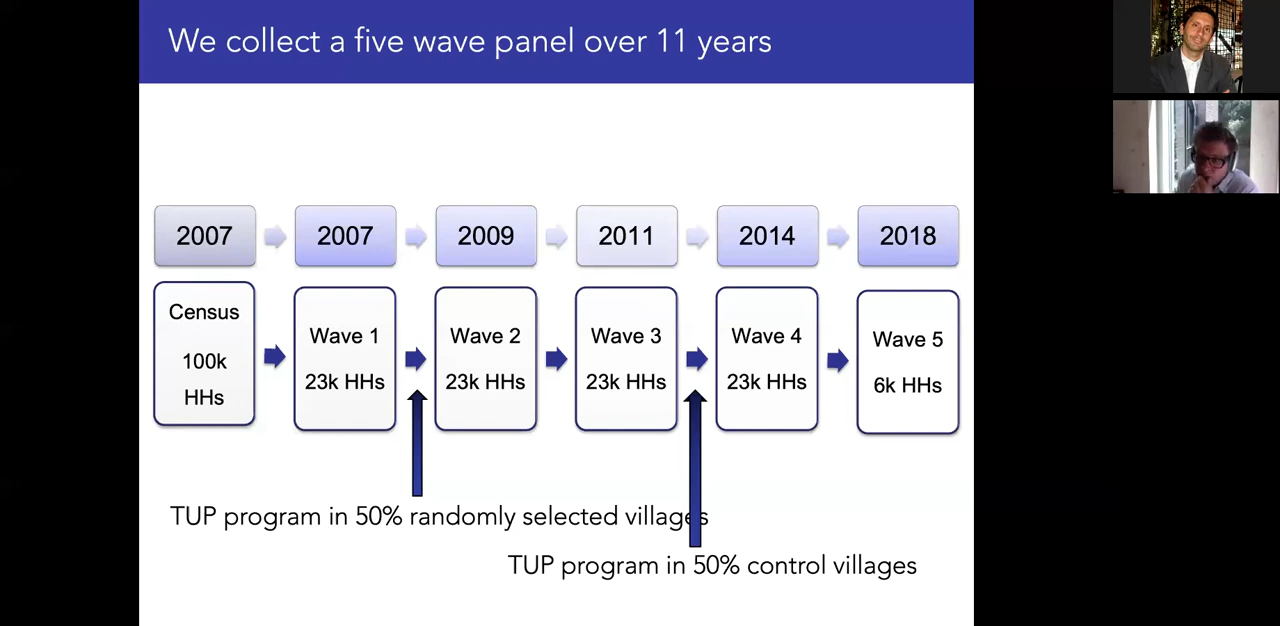 We collect a five wave panel over 11 years
2007
2007
2009
2011
2014
2018
Census
100k
HHs
Wave 1
23k HHs
Wave 2
23k HHs
Wave 3
23k HHs
Wave 4
23k HHs
Wave 5
6k HHs
TUP program in 50% randomly selected villages
TUP program in 50% control villages